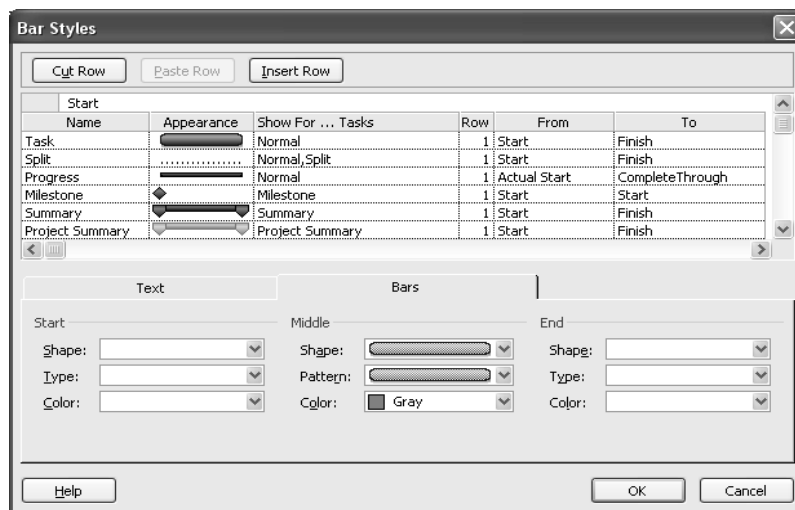 Bar Styles
Cut Row Paste Row Insert Row
Start
Name Appearance Show For ... Tasks Row From To
Task Normal 1 Start Finish
Split Normal,Split 1 Start Finish
Progress Normal 1 Actual Start CompleteThrough
Milestone Milestone 1 Start Start
Summary Summary 1 Start Finish
Project Summary Project Summary 1 Start Finish
Text Bars
Start Middle End
Shape: Shape: Shape:
Type: Pattern: Type:
Color: Color: Gray Color:
Help OK Cancel